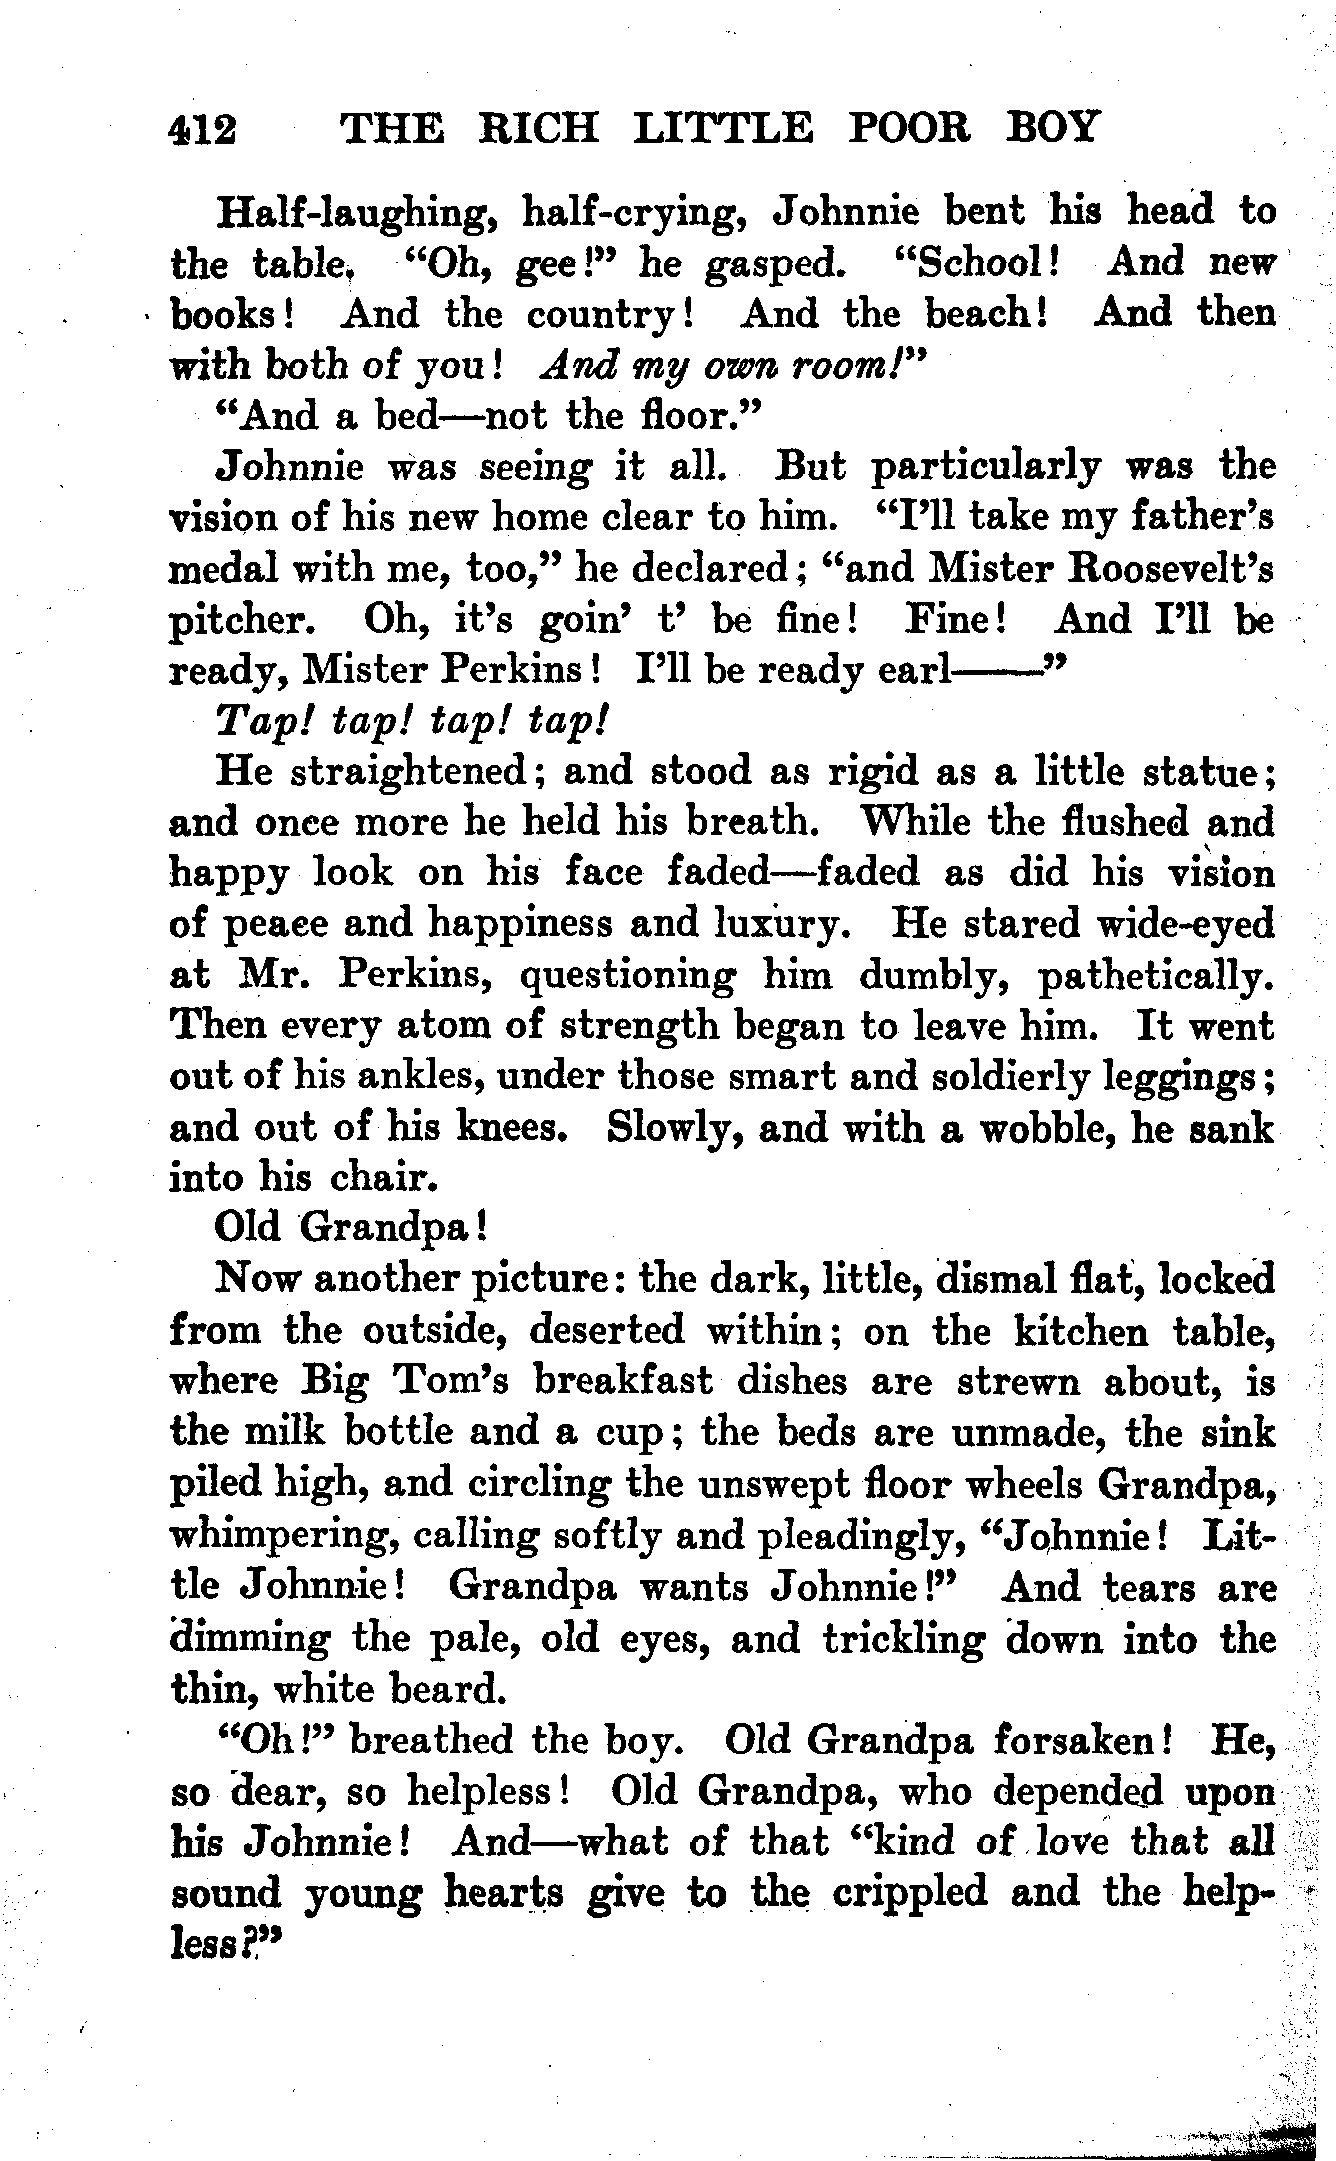 412 THE RICH LITTLE POOR BOY
Half-laughing, half-crying, Johnnie bent his head to
the table, “Oh, gee!” he gasped. “School! And new
books! And the country! And the beach! And then
with both of you! And my own room!”
“And a bed—not the floor.”
Johnnie was seeing it all. But particularly was the
vision of his new home clear to him. “I’ll take my father’s
medal with me, too,” he declared; “and Mister Roosevelt’s
pitcher. Oh, it’s goin’ t’ be fine! Fine! And I’ll be
ready, Mister Perkins! I’ll be ready earl——”
Tap! tap! tap! tap!
He straightened; and stood as rigid as a little statue;
and once more he held his breath. While the flushed and
happy look on his face faded—faded as did his vision
of peace and happiness and luxury. He stared wide-eyed
at Mr. Perkins, questioning him dumbly, pathetically.
Then every atom of strength began to leave him. It went
out of his ankles, under those smart and soldierly leggings;
and out of his knees. Slowly, and with a wobble, he sank
into his chair.
Old Grandpa!
Now another picture: the dark, little, dismal flat, locked
from the outside, deserted within; on the kitchen table,
where Big Tom’s breakfast dishes are strewn about, is
the milk bottle and a cup; the beds are unmade, the sink
piled high, and circling the unswept floor wheels Grandpa,
whimpering, calling softly and pleadingly, “Johnnie! Lit-
tle Johnnie! Grandpa wants Johnnie!” And tears are
dimming the pale, old eyes, and trickling down into the
thin, white beard.
“Oh!” breathed the boy. Old Grandpa forsaken! He,
so dear, so helpless! Old Grandpa, who depended upon
his Johnnie! And—what of that “kind of love that all
sound young hearts give to the crippled and the help-
less?”